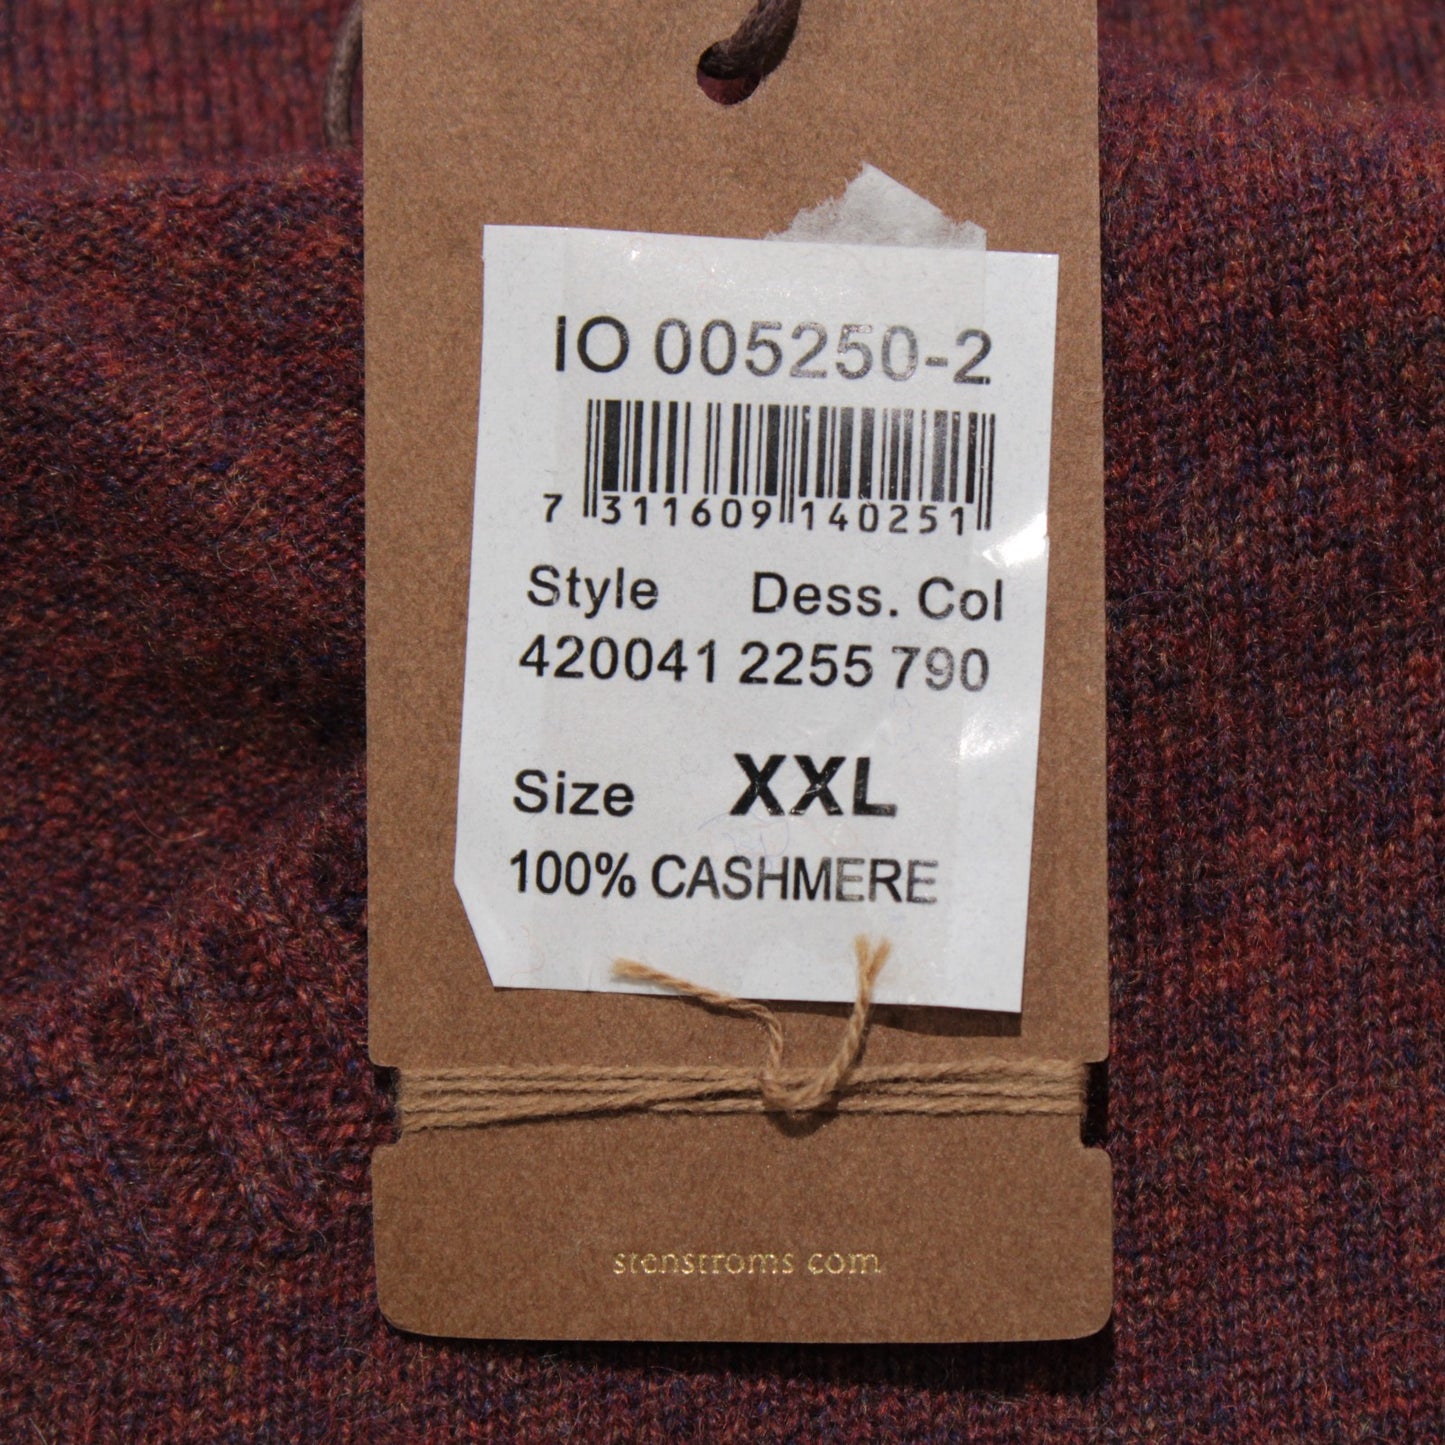 IO 005250-2
7 311609 140251
Style Dess. Col
420041 2255 790
Size XXL
100% CASHMERE
stenstroms.com